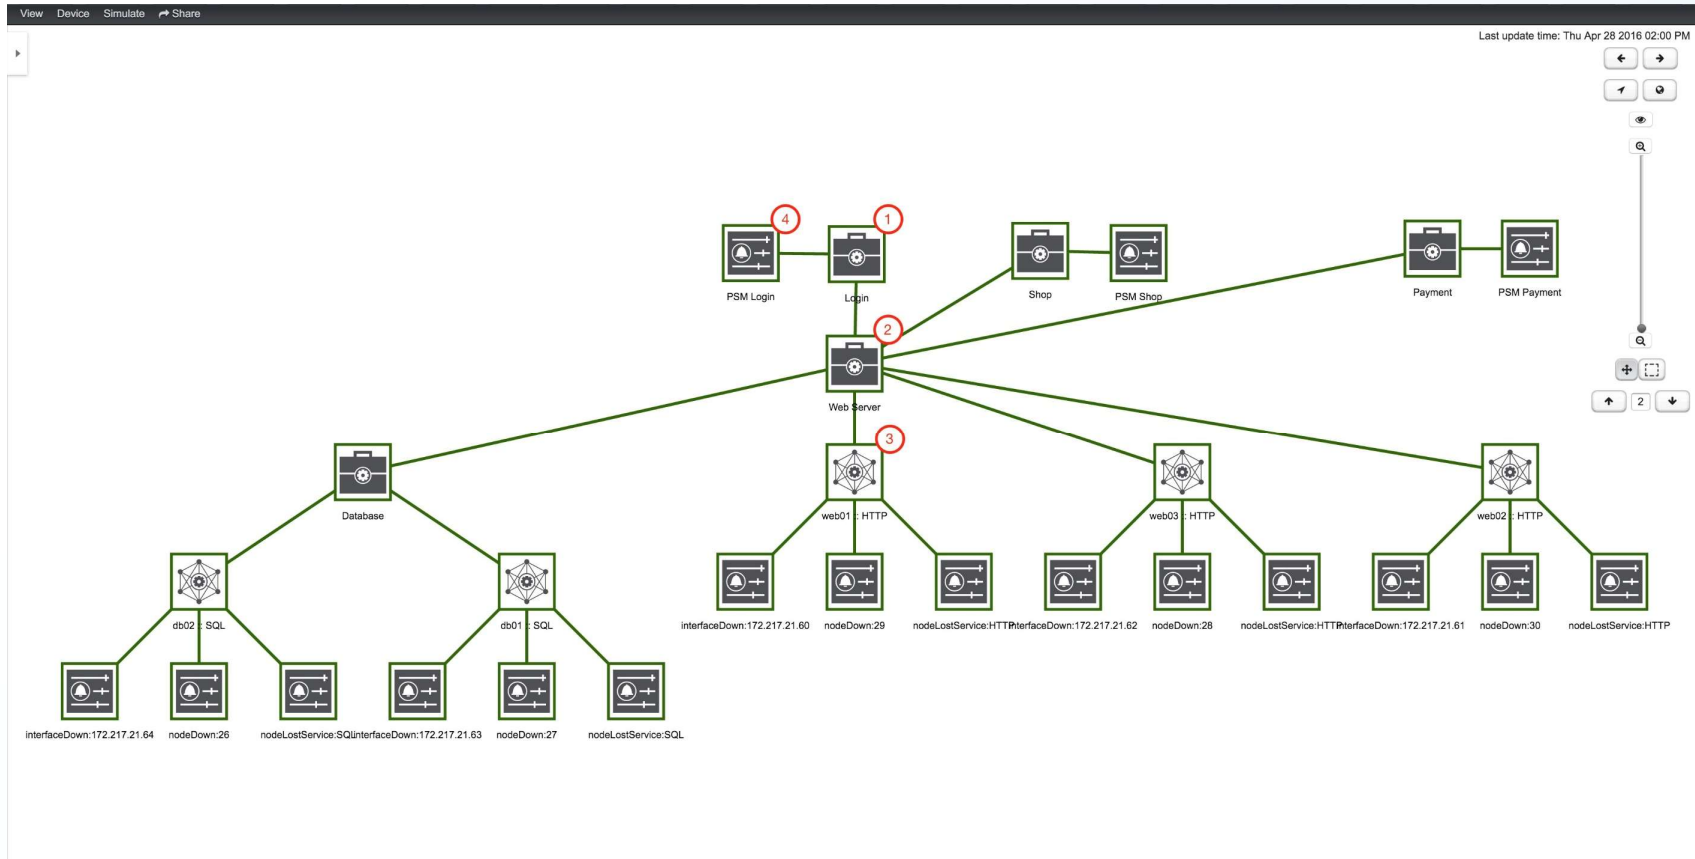 View Device Simulate Share
Last update time: Thu Apr 28 2016 02:00 PM
4
1
PSM Login
Login
Shop
PSM Shop
Payment
PSM Payment
2
Web Server
2
3
Database
web01 :: HTTP
web03 :: HTTP
web02 :: HTTP
db02 :: SQL
db01 :: SQL
interfaceDown:172.217.21.60
nodeDown:29
nodeLostService:HTTP
interfaceDown:172.217.21.62
nodeDown:28
nodeLostService:HTTP
interfaceDown:172.217.21.61
nodeDown:30
nodeLostService:HTTP
interfaceDown:172.217.21.64
nodeDown:26
nodeLostService:SQL
interfaceDown:172.217.21.63
nodeDown:27
nodeLostService:SQL